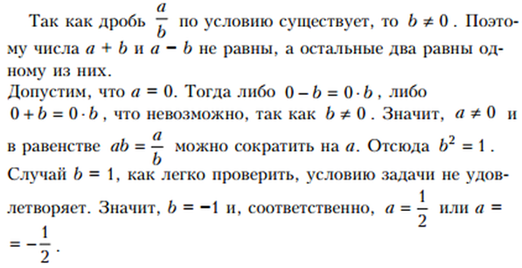 Так как дробь a/b по условию существует, то b ≠ 0 . Поэто-
му числа a + b и a − b не равны, а остальные два равны од-
ному из них.
Допустим, что a = 0. Тогда либо 0 − b = 0 · b , либо
0 + b = 0 · b , что невозможно, так как b ≠ 0 . Значит, a ≠ 0 и
в равенстве ab = a/b можно сократить на a. Отсюда b² = 1 .
Случай b = 1, как легко проверить, условию задачи не удов-
летворяет. Значит, b = −1 и, соответственно, a = 1/2 или a =
= −1/2 .